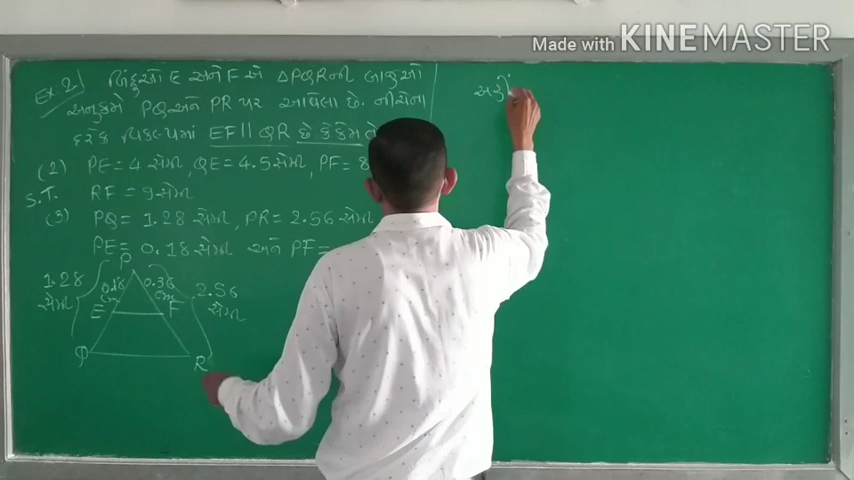 Made with KINEMASTER
Ex. 2] બિંદુઓ E અને F એ △PQRની બાજુઓ
અનુક્રમે PQ અને PR પર આવેલા છે. નીચેના
દરેક વિકલ્પમાં EF || QR છે કે કેમ તે
(2) PE = 4 સેમી, QE = 4.5 સેમી, PF = 8
S.T. RF = 9 સેમી
(3) PQ = 1.28 સેમી, PR = 2.56 સેમી
PE = 0.18 સેમી અને PF =
P
1.28 સેમી
0.18 cm
0.36 cm
2.56 સેમી
E F
Q R
અહીં